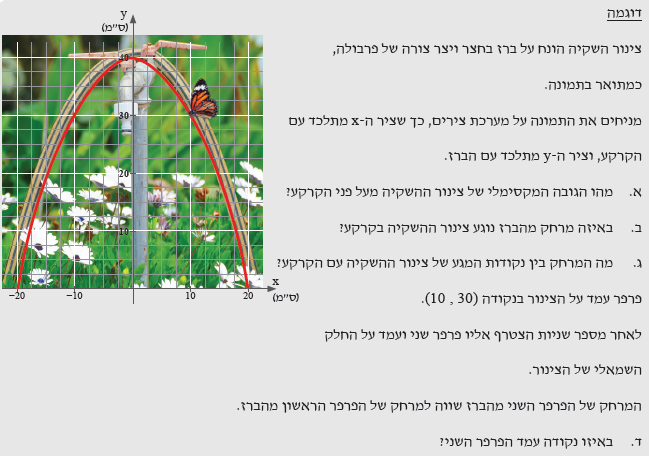 דוגמה
צינור השקיה הונח על ברז בחצר ויצר צורה של פרבולה,
כמתואר בתמונה.
מניחים את התמונה על מערכת צירים, כך שציר ה-x מתלכד עם
הקרקע, וציר ה-y מתלכד עם הברז.
א. מהו הגובה המקסימלי של צינור ההשקיה מעל פני הקרקע?
ב. באיזה מרחק מהברז נוגע צינור ההשקיה בקרקע?
ג. מה המרחק בין נקודות המגע של צינור ההשקיה עם הקרקע?
פרפר עמד על הצינור בנקודה (30 , 10).
לאחר מספר שניות הצטרף אליו פרפר שני ועמד על החלק
השמאלי של הצינור.
המרחק של הפרפר השני מהברז שווה למרחק של הפרפר הראשון מהברז.
ד. באיזו נקודה עמד הפרפר השני?
y
(ס"מ)
40
30
20
10
−20 −10 10 20
x
(ס"מ)